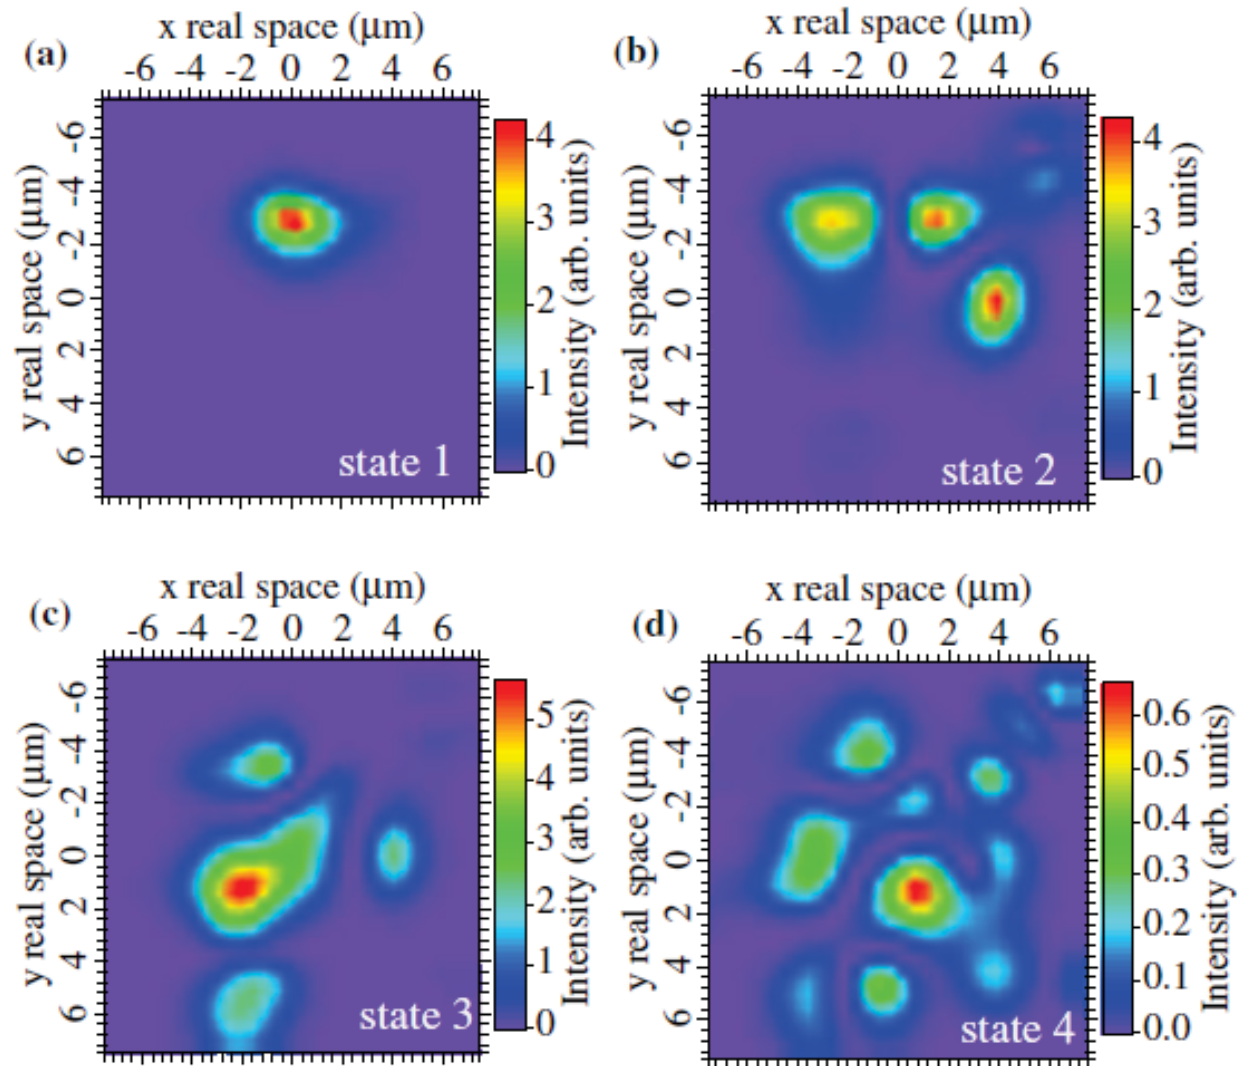 (a)
x real space (μm)
-6 -4 -2 0 2 4 6
y real space (μm)
-6
-4
-2
0
2
4
6
state 1
4
3
2
1
0
Intensity (arb. units)
(b)
x real space (μm)
-6 -4 -2 0 2 4 6
y real space (μm)
-6
-4
-2
0
2
4
6
state 2
4
3
2
1
0
Intensity (arb. units)
(c)
x real space (μm)
-6 -4 -2 0 2 4 6
y real space (μm)
-6
-4
-2
0
2
4
6
state 3
5
4
3
2
1
0
Intensity (arb. units)
(d)
x real space (μm)
-6 -4 -2 0 2 4 6
y real space (μm)
-6
-4
-2
0
2
4
6
state 4
0.6
0.5
0.4
0.3
0.2
0.1
0.0
Intensity (arb. units)